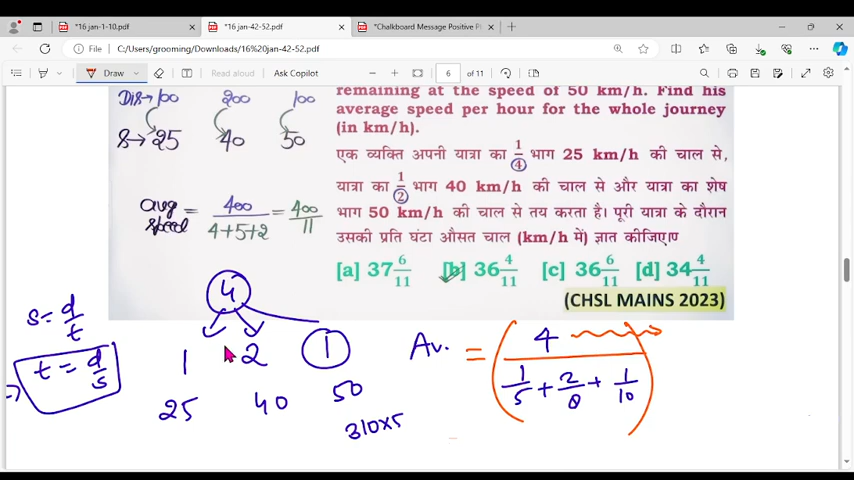 *16 jan-1-10.pdf
*16 jan-42-52.pdf
*Chalkboard Message Positive P
File
C:/Users/grooming/Downloads/16%20jan-42-52.pdf
Draw
Read aloud
Ask Copilot
6 of 11
Dis→100 200 100
S→25 40 50
avg speed = 400/(4+5+2) = 400/11
remaining at the speed of 50 km/h. Find his
average speed per hour for the whole journey
(in km/h).
एक व्यक्ति अपनी यात्रा का 1/4 भाग 25 km/h की चाल से,
यात्रा का 1/2 भाग 40 km/h की चाल से और यात्रा का शेष
भाग 50 km/h की चाल से तय करता है। पूरी यात्रा के दौरान
उसकी प्रति घंटा औसत चाल (km/h में) ज्ञात कीजिए?
[a] 37 6/11 [b] 36 4/11 [c] 36 6/11 [d] 34 4/11
(CHSL MAINS 2023)
s = d/t
t = d/s
4
1 2 1
25 40 50
310x5
Av. = (4/(1/5 + 2/8 + 1/10))